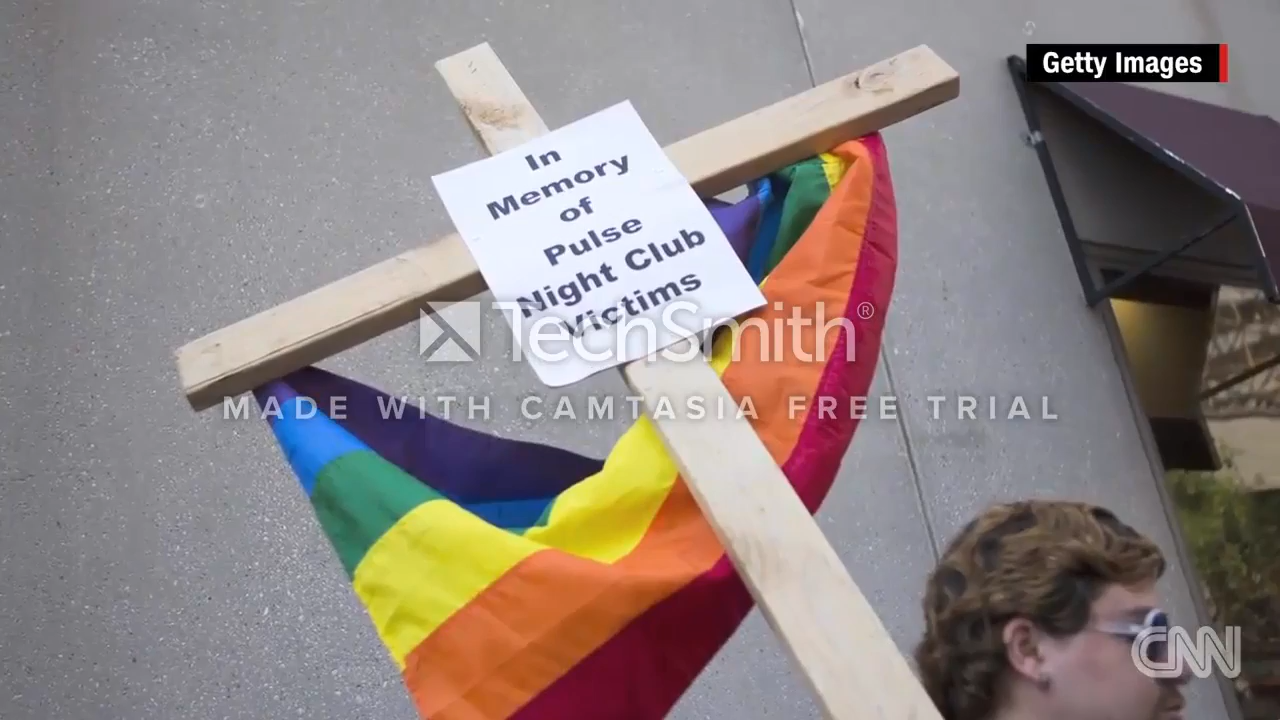 Getty Images
In
Memory
of
Pulse
Night Club
Victims
TechSmith®
MADE WITH CAMTASIA FREE TRIAL
CNN